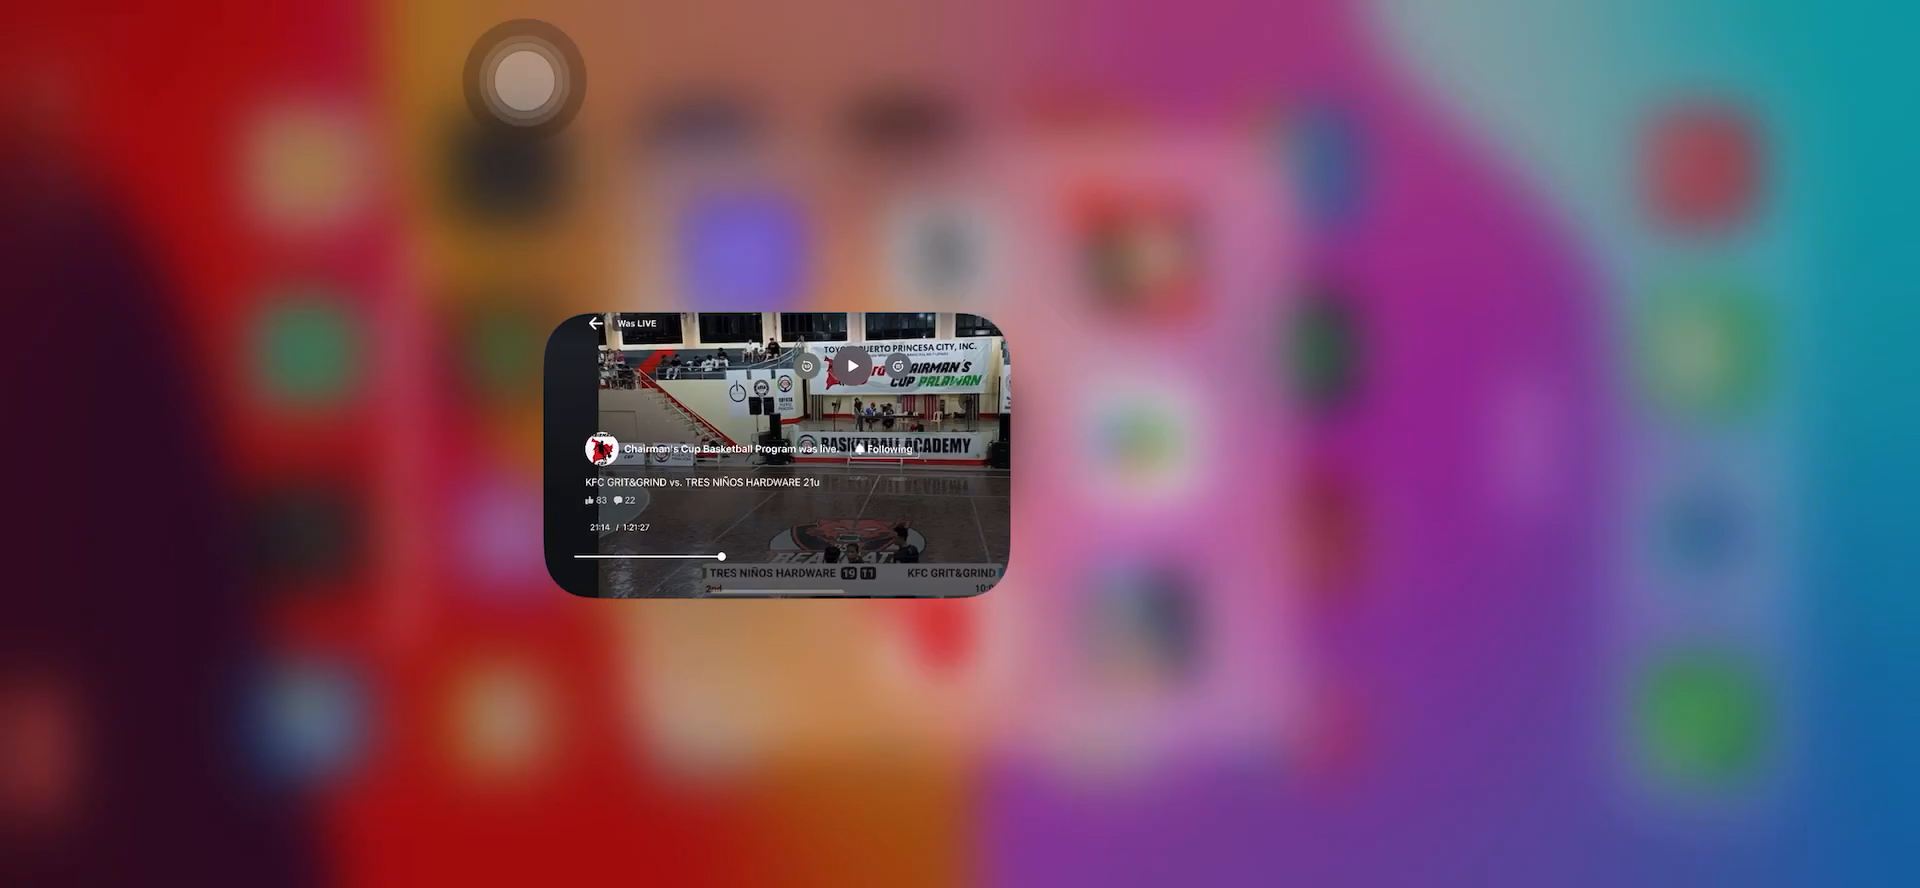 Was LIVE
TOYOTA PUERTO PRINCESA CITY, INC.
CHAIRMAN'S
CUP PALAWAN
BASKETBALL ACADEMY
Chairman's Cup Basketball Program was live.
Following
KFC GRIT&GRIND vs. TRES NIÑOS HARDWARE 21u
83 22
21:14 / 1:21:27
TRES NIÑOS HARDWARE 19 11 KFC GRIT&GRIND
2nd